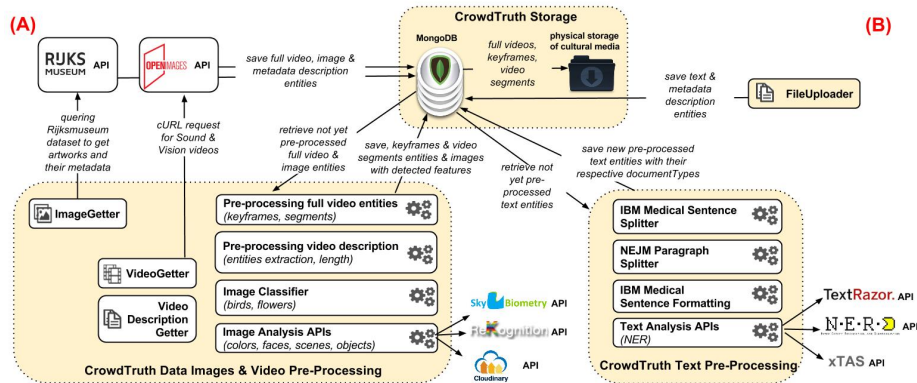 (A)
CrowdTruth Storage
(B)
MongoDB
physical storage
of cultural media
full videos,
keyframes,
video
segments
RIJKS
MUSEUM
API
OPENIMAGES
API
save full video, image &
metadata description
entities
save text &
metadata
description
entities
FileUploader
quering
Rijksmuseum
dataset to get
artworks and
their metadata
cURL request
for Sound &
Vision videos
retrieve not yet
pre-processed
full video &
image entities
save, keyframes & video
segments entities & images
with detected features
retrieve not
yet pre-
processed
text entities
save new pre-processed
text entities with their
respective documentTypes
ImageGetter
VideoGetter
Video
Description
Getter
Pre-processing full video entities
(keyframes, segments)
Pre-processing video description
(entities extraction, length)
Image Classifier
(birds, flowers)
Image Analysis APIs
(colors, faces, scenes, objects)
CrowdTruth Data Images & Video Pre-Processing
SkyBiometry API
ReKognition API
Cloudinary API
IBM Medical Sentence
Splitter
NEJM Paragraph
Splitter
IBM Medical
Sentence Formatting
Text Analysis APIs
(NER)
CrowdTruth Text Pre-Processing
TextRazor. API
N·E·R·D API
xTAS API